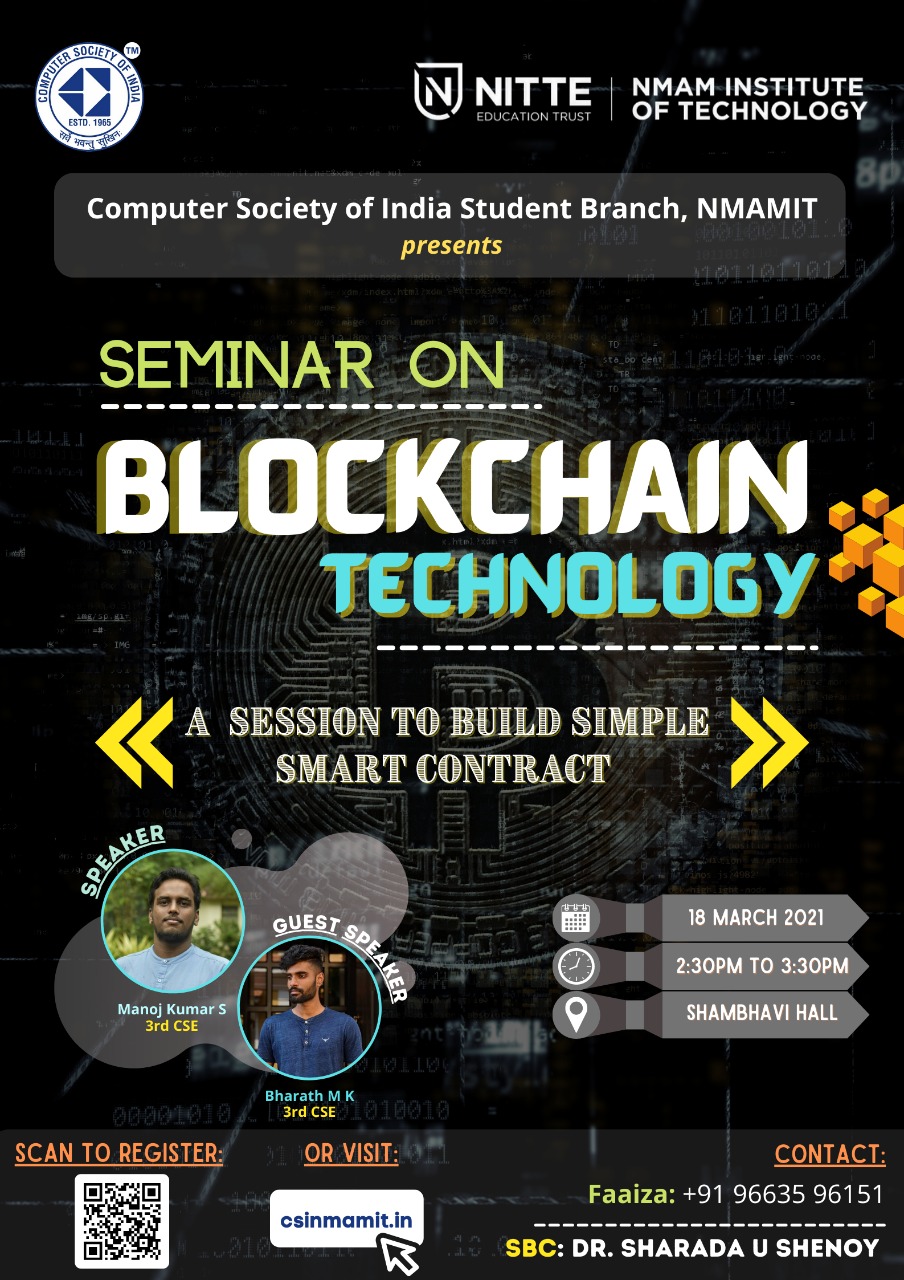 COMPUTER SOCIETY OF INDIA
TM
ESTD. 1965
सर्वे भवन्तु सुखिनः
N NITTE
EDUCATION TRUST
NMAM INSTITUTE
OF TECHNOLOGY
Computer Society of India Student Branch, NMAMIT
presents
SEMINAR ON
BLOCKCHAIN
TECHNOLOGY
A SESSION TO BUILD SIMPLE
SMART CONTRACT
SPEAKER
Manoj Kumar S
3rd CSE
GUEST SPEAKER
Bharath M K
3rd CSE
18 MARCH 2021
2:30PM TO 3:30PM
SHAMBHAVI HALL
SCAN TO REGISTER:
OR VISIT:
csinmamit.in
CONTACT:
Faaiza: +91 96635 96151
SBC: DR. SHARADA U SHENOY